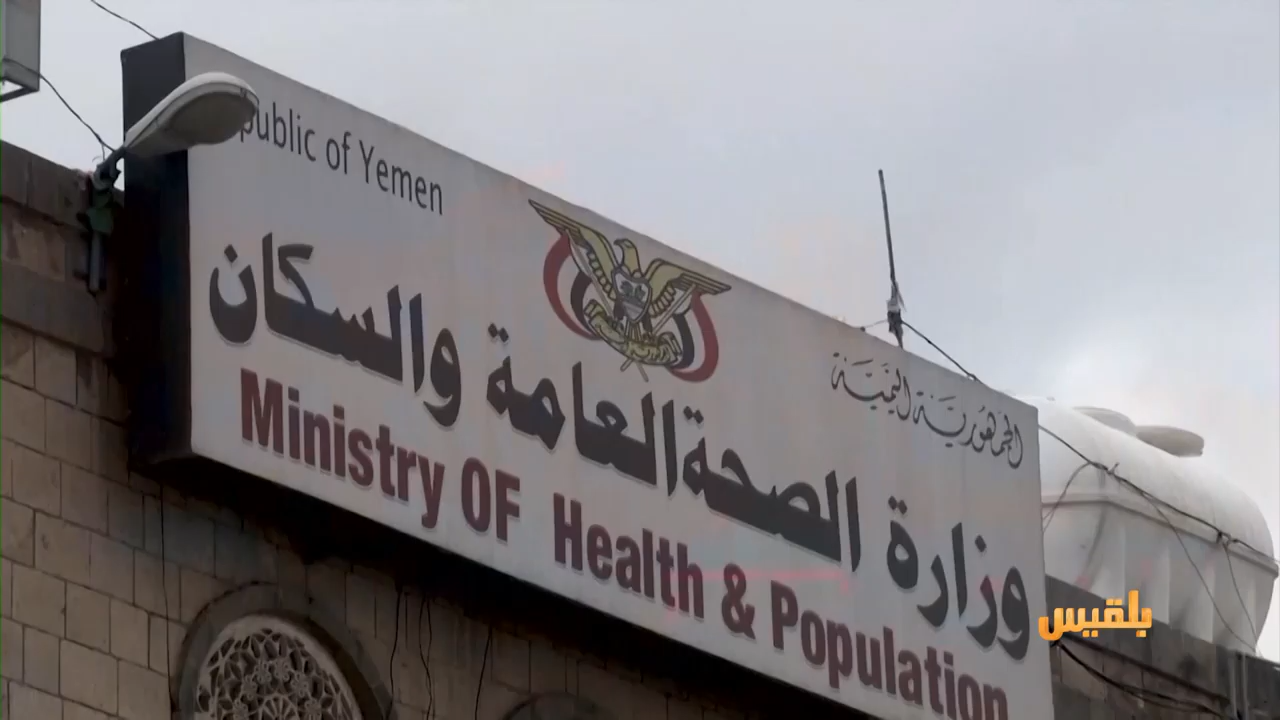 public of Yemen
الجمهورية اليمنية
وزارة الصحة العامة والسكان
Ministry OF Health & Population
بلقيس